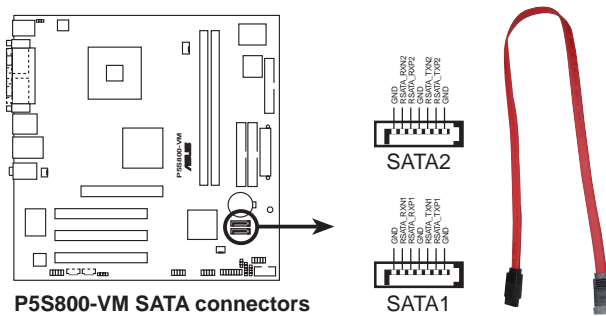 P5S800-VM
ASUS
GND
RSATA_RXN2
RSATA_RXP2
GND
RSATA_TXN2
RSATA_TXP2
GND
SATA2
GND
RSATA_RXN1
RSATA_RXP1
GND
RSATA_TXN1
RSATA_TXP1
GND
SATA1
P5S800-VM SATA connectors